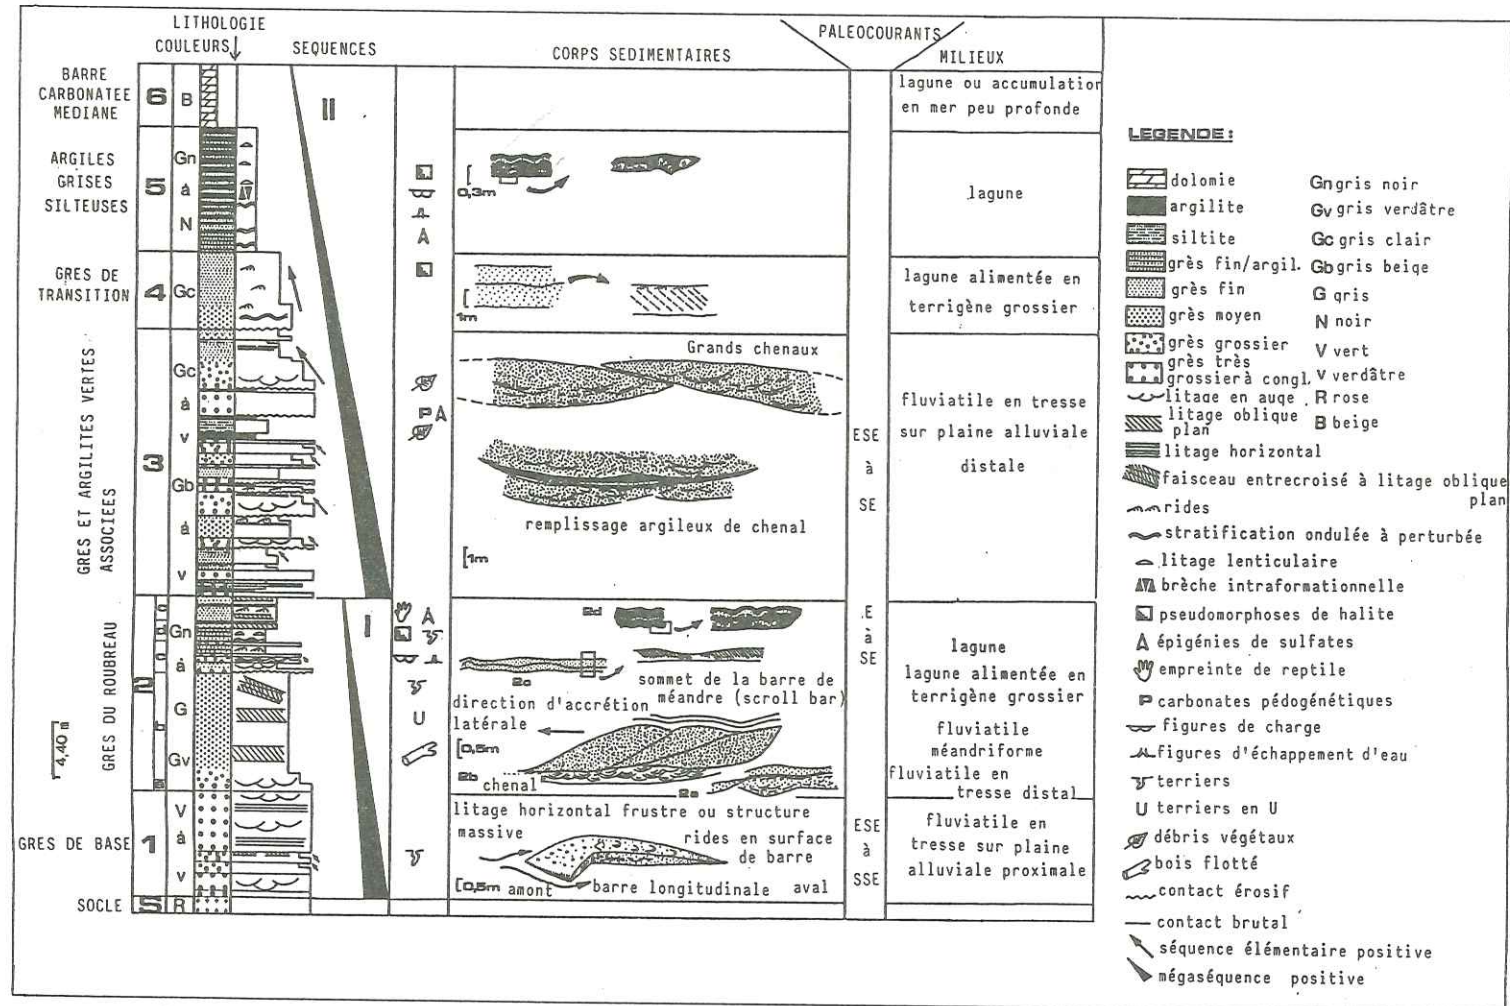 LITHOLOGIE
COULEURS
SEQUENCES
CORPS SEDIMENTAIRES
PALEOCOURANTS
MILIEUX
BARRE
CARBONATEE
MEDIANE
6
B
II
lagune ou accumulation
en mer peu profonde
ARGILES
GRISES
SILTEUSES
5
Gn
à
N
A
0,3m
lagune
GRES DE
TRANSITION
4
Gc
1m
lagune alimentée en
terrigène grossier
GRES ET ARGILITES VERTES
ASSOCIEES
3
Gc
à
v
Gb
à
v
P A
Grands chenaux
remplissage argileux de chenal
1m
ESE
à
SE
fluviatile en tresse
sur plaine alluviale
distale
GRES DU ROUBREAU
2
e
d
c
b
a
Gn
à
G
Gv
I
A
U
2d
2c
sommet de la barre de
méandre (scroll bar)
direction d'accrétion
latérale
0,5m
2b
chenal
2a
E
à
SE
lagune
lagune alimentée en
terrigène grossier
fluviatile
méandriforme
fluviatile en
tresse distal
4,40 m
GRES DE BASE
1
V
à
v
litage horizontal frustre ou structure
massive
rides en surface
de barre
0,5m amont
barre longitudinale aval
ESE
à
SSE
fluviatile en
tresse sur plaine
alluviale proximale
SOCLE
S
R
LEGENDE:
dolomie
argilite
siltite
grès fin/argil.
grès fin
grès moyen
grès grossier
grès très
grossier à congl.
litage en auge
litage oblique
plan
litage horizontal
faisceau entrecroisé à litage oblique
plan
rides
stratification ondulée à perturbée
litage lenticulaire
brèche intraformationnelle
pseudomorphoses de halite
A épigénies de sulfates
empreinte de reptile
P carbonates pédogénétiques
figures de charge
figures d'échappement d'eau
terriers
U terriers en U
débris végétaux
bois flotté
contact érosif
contact brutal
séquence élémentaire positive
mégaséquence positive
Gn gris noir
Gv gris verdâtre
Gc gris clair
Gb gris beige
G gris
N noir
V vert
v verdâtre
R rose
B beige